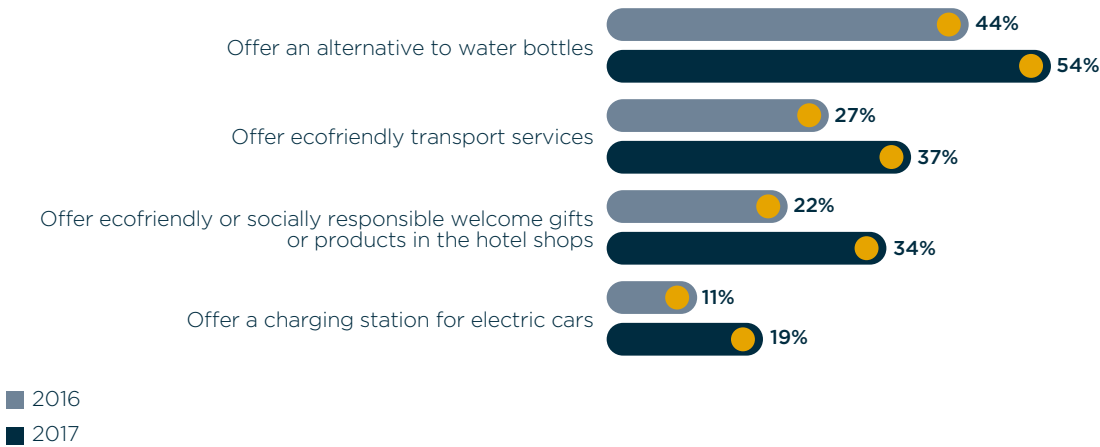 44%
Offer an alternative to water bottles
54%
27%
Offer ecofriendly transport services
37%
22%
Offer ecofriendly or socially responsible welcome gifts
or products in the hotel shops
34%
11%
Offer a charging station for electric cars
19%
2016
2017